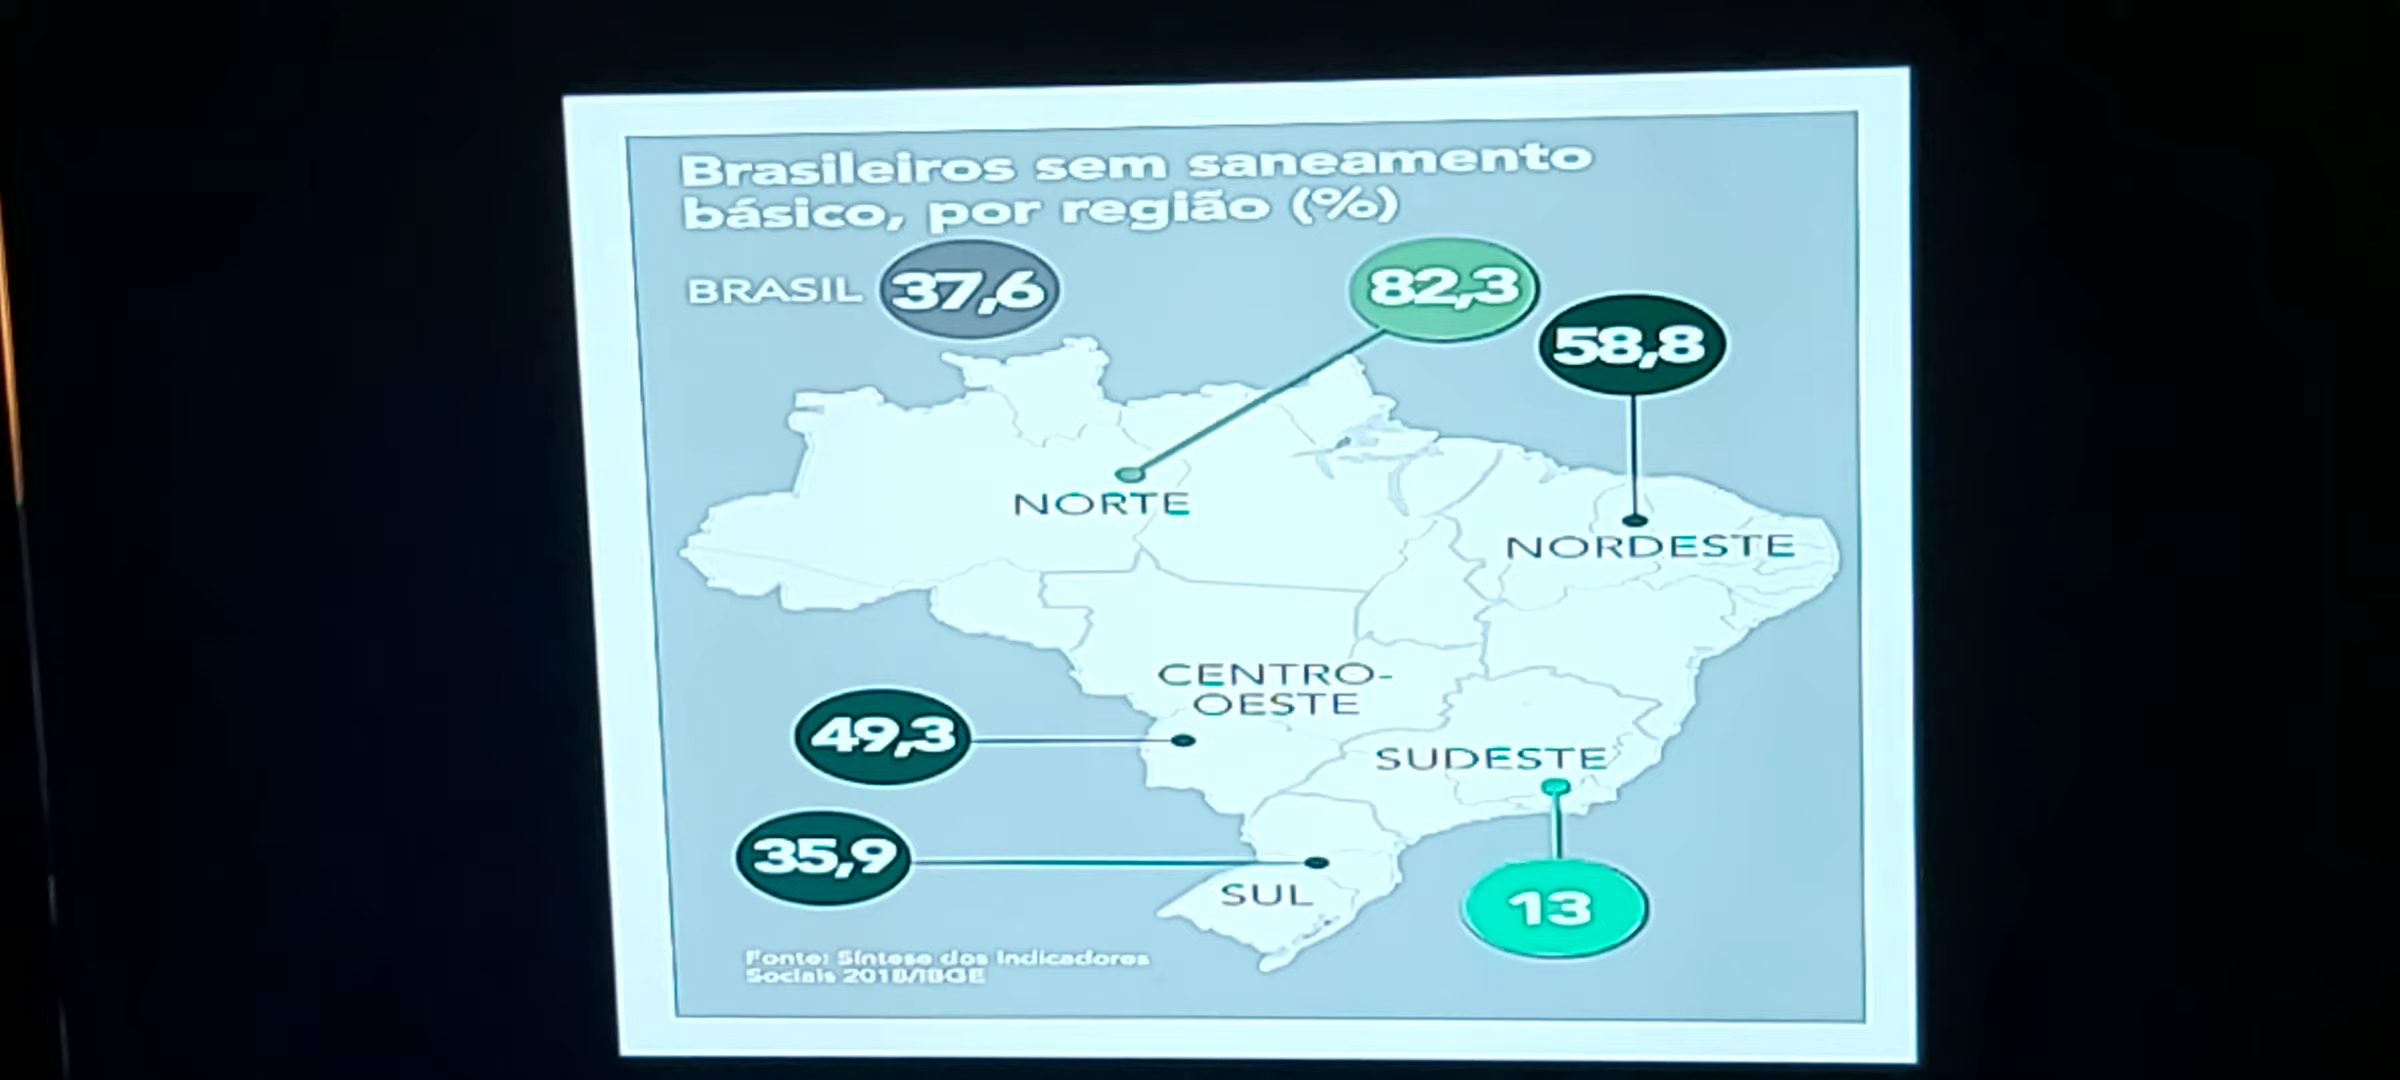 Brasileiros sem saneamento
básico, por região (%)
BRASIL 37,6
82,3
58,8
NORTE
NORDESTE
CENTRO-
OESTE
49,3
SUDESTE
35,9
SUL
13
Fonte: Síntese dos Indicadores
Sociais 2018/IBGE